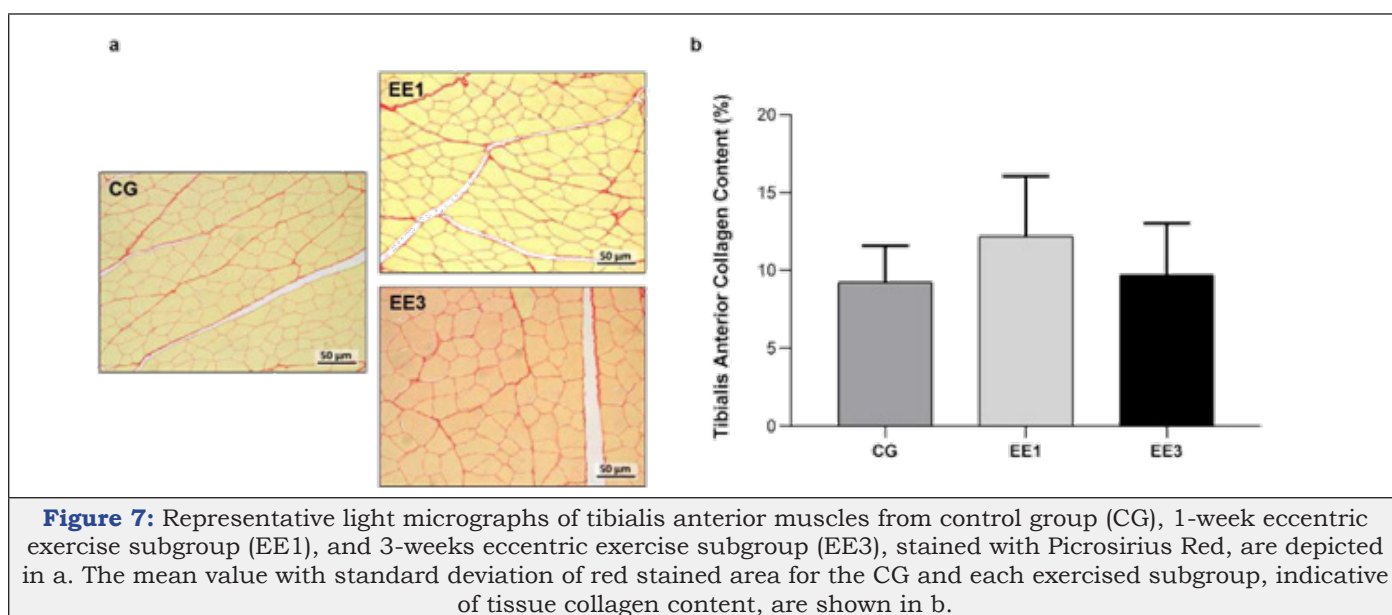 a
CG
50 µm
EE1
50 µm
EE3
50 µm
b
Tibialis Anterior Collagen Content (%)
20
15
10
5
0
CG
EE1
EE3
Figure 7: Representative light micrographs of tibialis anterior muscles from control group (CG), 1-week eccentric
exercise subgroup (EE1), and 3-weeks eccentric exercise subgroup (EE3), stained with Picrosirius Red, are depicted
in a. The mean value with standard deviation of red stained area for the CG and each exercised subgroup, indicative
of tissue collagen content, are shown in b.